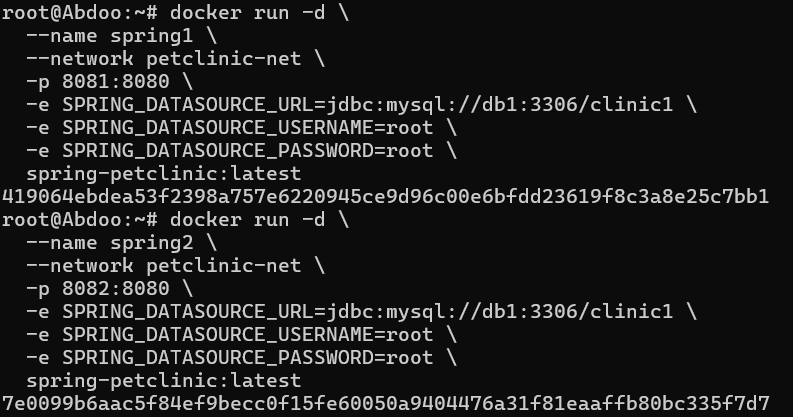 root@Abdoo:~# docker run -d \
  --name spring1 \
  --network petclinic-net \
  -p 8081:8080 \
  -e SPRING_DATASOURCE_URL=jdbc:mysql://db1:3306/clinic1 \
  -e SPRING_DATASOURCE_USERNAME=root \
  -e SPRING_DATASOURCE_PASSWORD=root \
  spring-petclinic:latest
419064ebdea53f2398a757e6220945ce9d96c00e6bfdd23619f8c3a8e25c7bb1
root@Abdoo:~# docker run -d \
  --name spring2 \
  --network petclinic-net \
  -p 8082:8080 \
  -e SPRING_DATASOURCE_URL=jdbc:mysql://db1:3306/clinic1 \
  -e SPRING_DATASOURCE_USERNAME=root \
  -e SPRING_DATASOURCE_PASSWORD=root \
  spring-petclinic:latest
7e0099b6aac5f84ef9becc0f15fe60050a9404476a31f81eaaffb80bc335f7d7